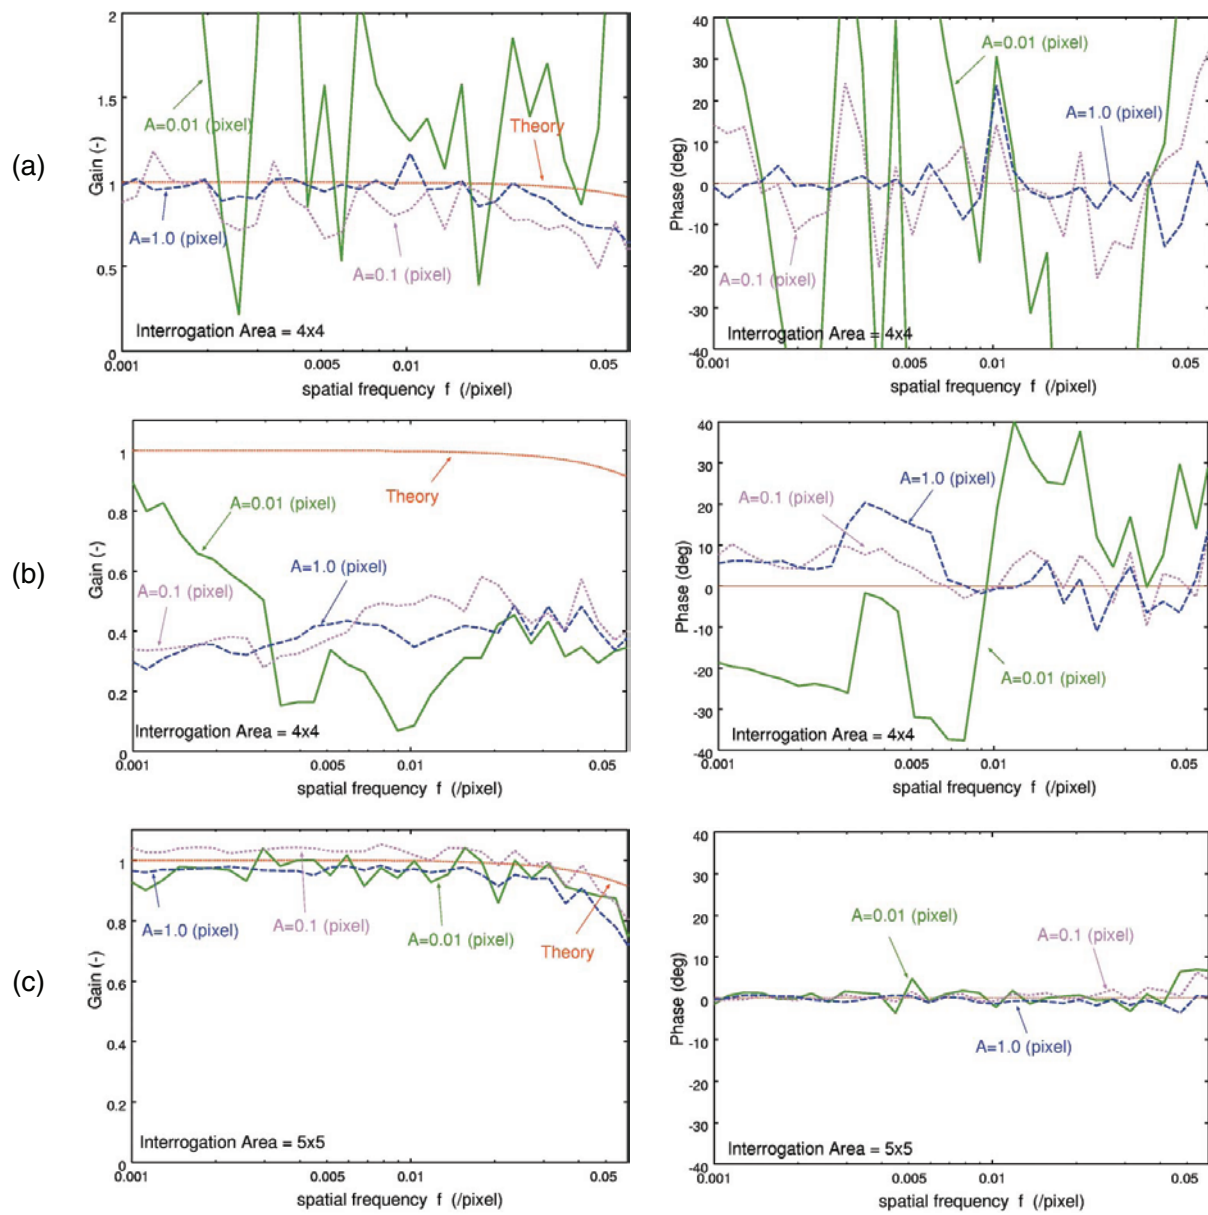 (a)
2
1.5
1
0.5
0
0.001
0.005
0.01
0.05
Gain (-)
spatial frequency f (/pixel)
A=0.01 (pixel)
Theory
A=1.0 (pixel)
A=0.1 (pixel)
Interrogation Area = 4x4
40
30
20
10
0
-10
-20
-30
-40
0.001
0.005
0.01
0.05
Phase (deg)
spatial frequency f (/pixel)
A=0.01 (pixel)
A=1.0 (pixel)
A=0.1 (pixel)
Interrogation Area = 4x4
(b)
1
0.8
0.6
0.4
0.2
0
0.001
0.005
0.01
0.05
Gain (-)
spatial frequency f (/pixel)
Theory
A=0.01 (pixel)
A=1.0 (pixel)
A=0.1 (pixel)
Interrogation Area = 4x4
40
30
20
10
0
-10
-20
-30
-40
0.001
0.005
0.01
0.05
Phase (deg)
spatial frequency f (/pixel)
A=1.0 (pixel)
A=0.1 (pixel)
A=0.01 (pixel)
Interrogation Area = 4x4
(c)
1
0.8
0.6
0.4
0.2
0
0.001
0.005
0.01
0.05
Gain (-)
spatial frequency f (/pixel)
A=1.0 (pixel)
A=0.1 (pixel)
A=0.01 (pixel)
Theory
Interrogation Area = 5x5
40
30
20
10
0
-10
-20
-30
-40
0.001
0.005
0.01
0.05
Phase (deg)
spatial frequency f (/pixel)
A=0.01 (pixel)
A=0.1 (pixel)
A=1.0 (pixel)
Interrogation Area = 5x5